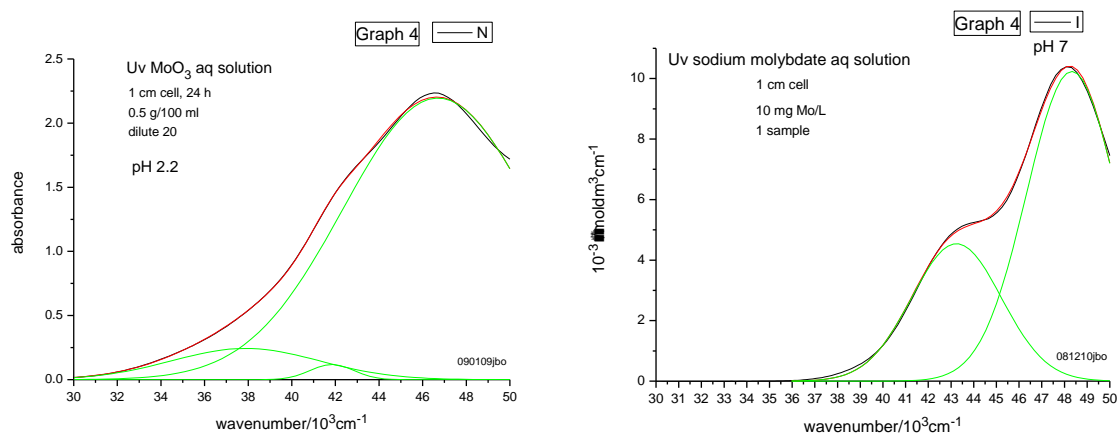 Graph 4
N
Uv MoO₃ aq solution
1 cm cell, 24 h
0.5 g/100 ml
dilute 20
pH 2.2
absorbance
2.5
2.0
1.5
1.0
0.5
0.0
090109jbo
30 32 34 36 38 40 42 44 46 48 50
wavenumber/10³cm⁻¹
Graph 4
I
pH 7
Uv sodium molybdate aq solution
1 cm cell
10 mg Mo/L
1 sample
10⁻³ moldm³cm⁻¹
10
8
6
4
2
0
081210jbo
30 31 32 33 34 35 36 37 38 39 40 41 42 43 44 45 46 47 48 49 50
wavenumber/10³cm⁻¹